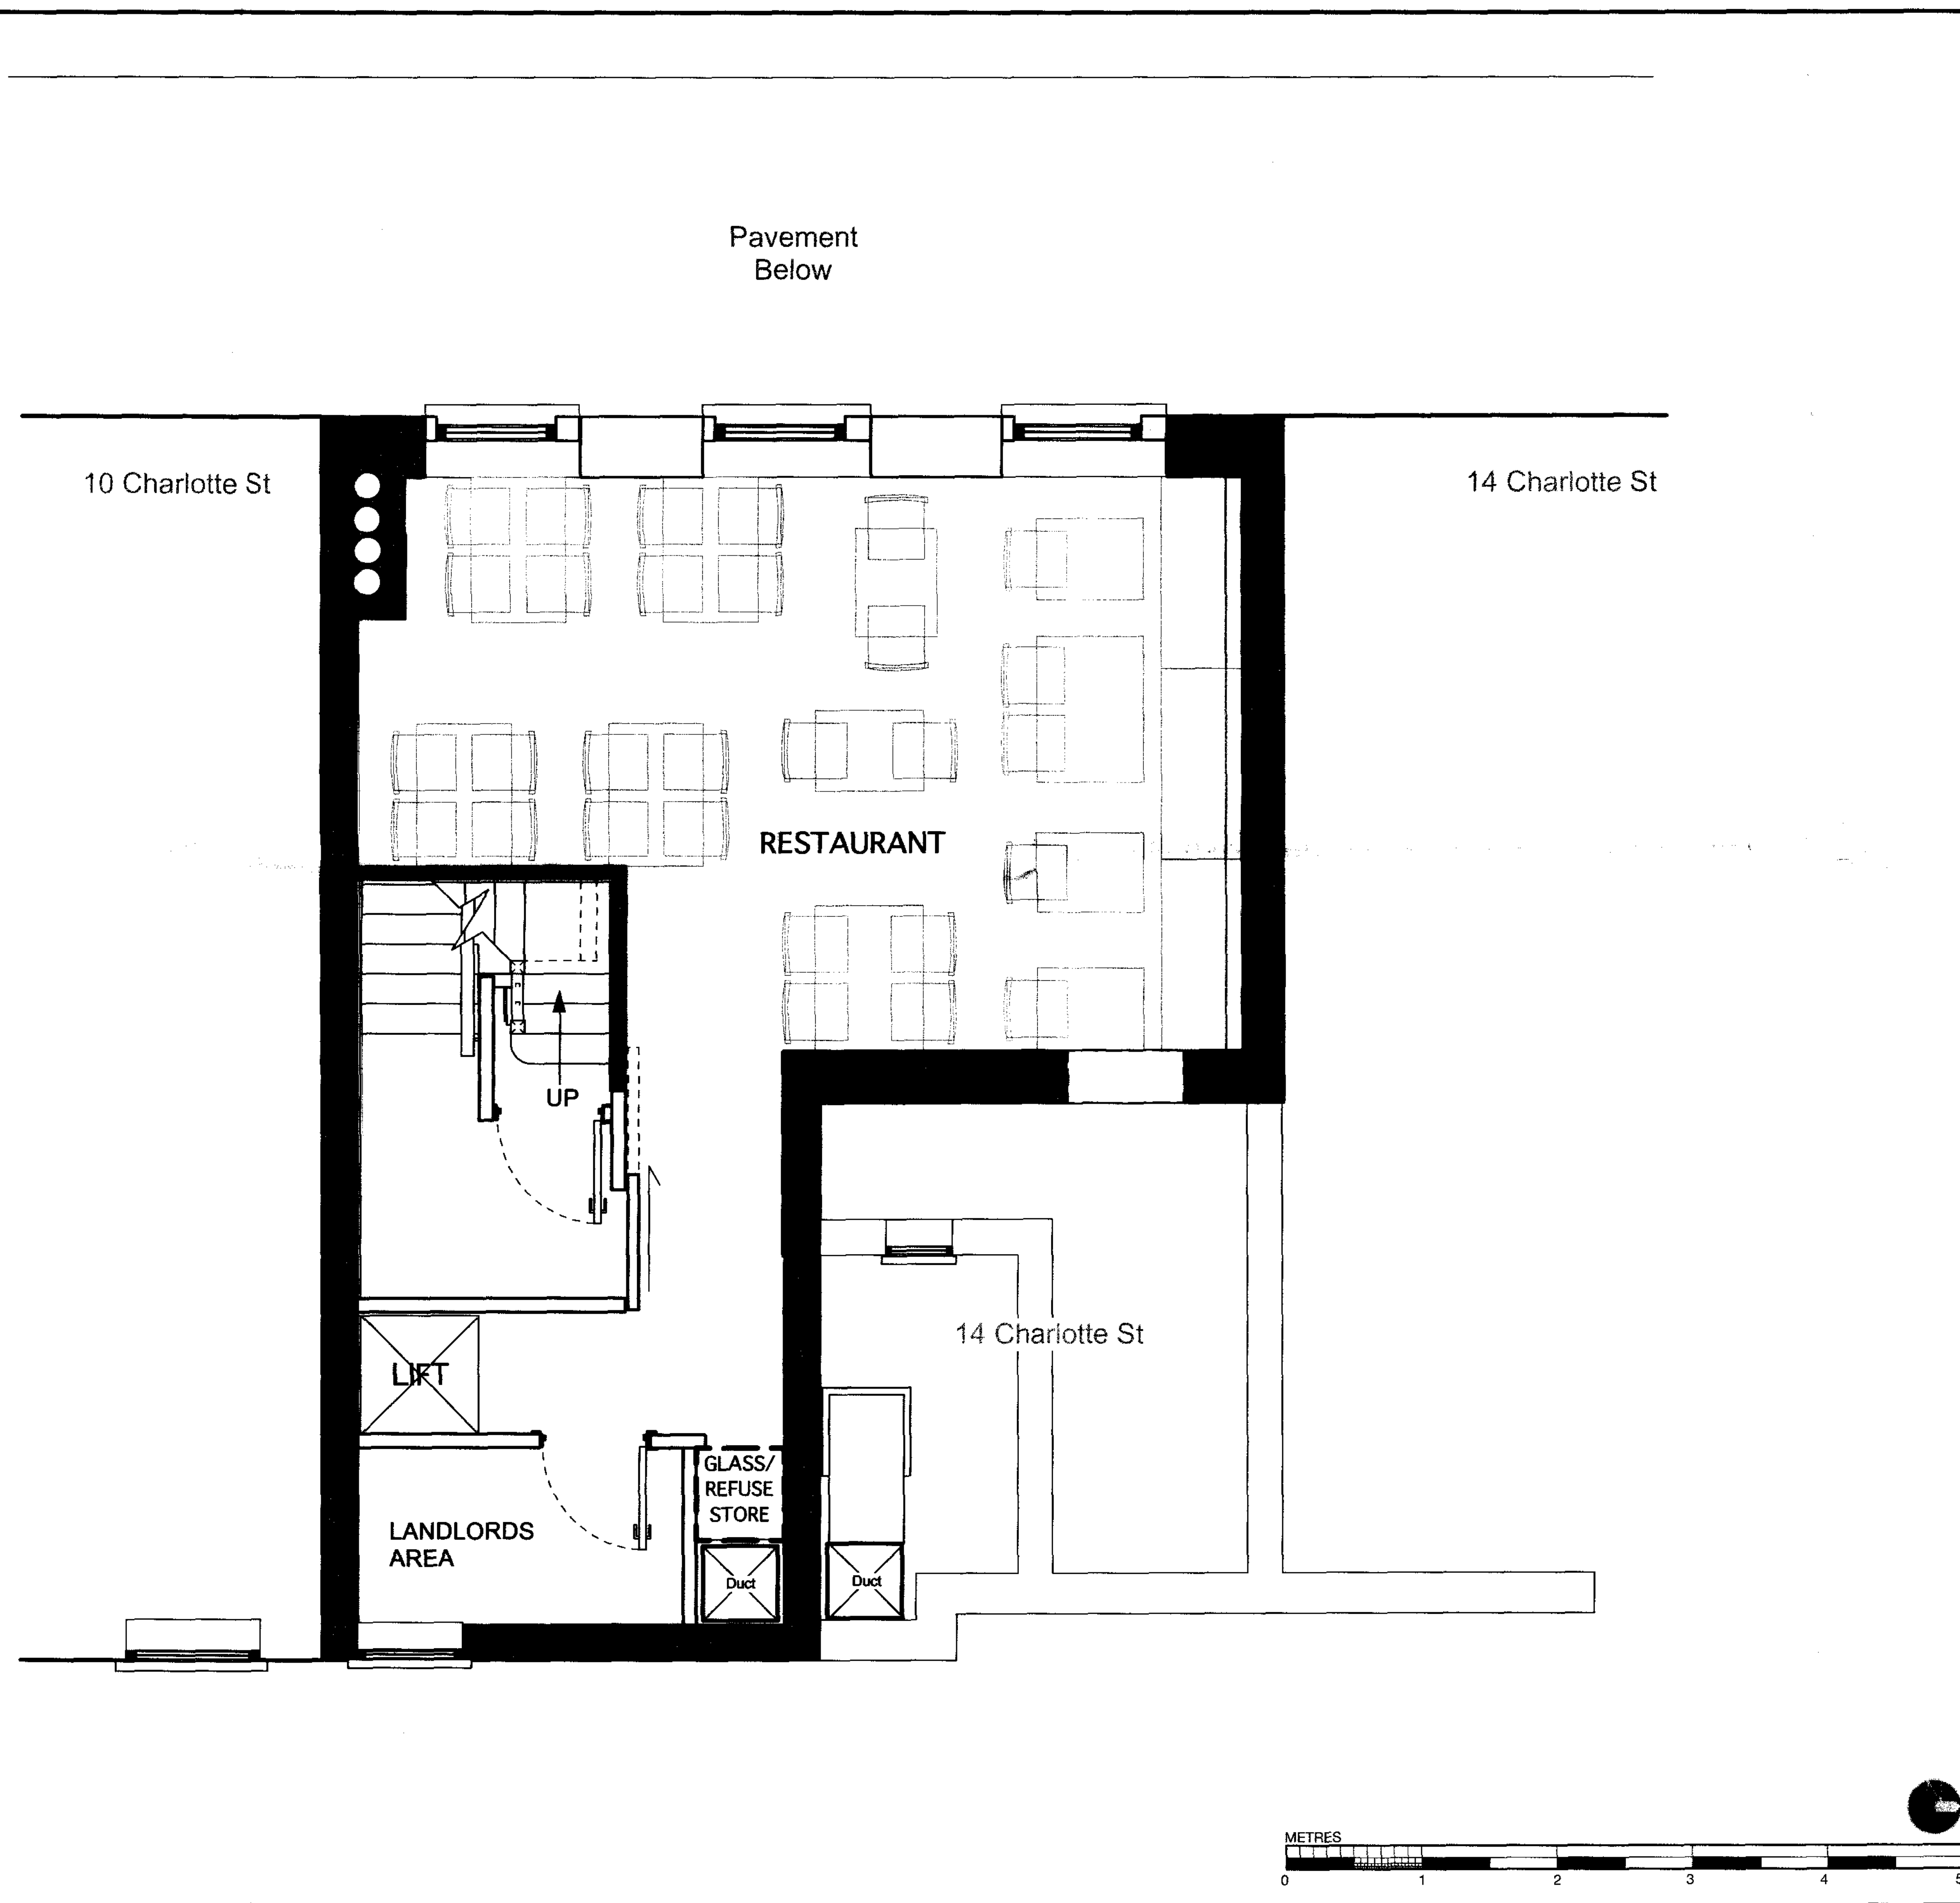 Pavement
Below
10 Charlotte St
14 Charlotte St
RESTAURANT
UP
14 Charlotte St
LIFT
GLASS/
REFUSE
STORE
LANDLORDS
AREA
Duct
Duct
METRES
0 1 2 3 4 5